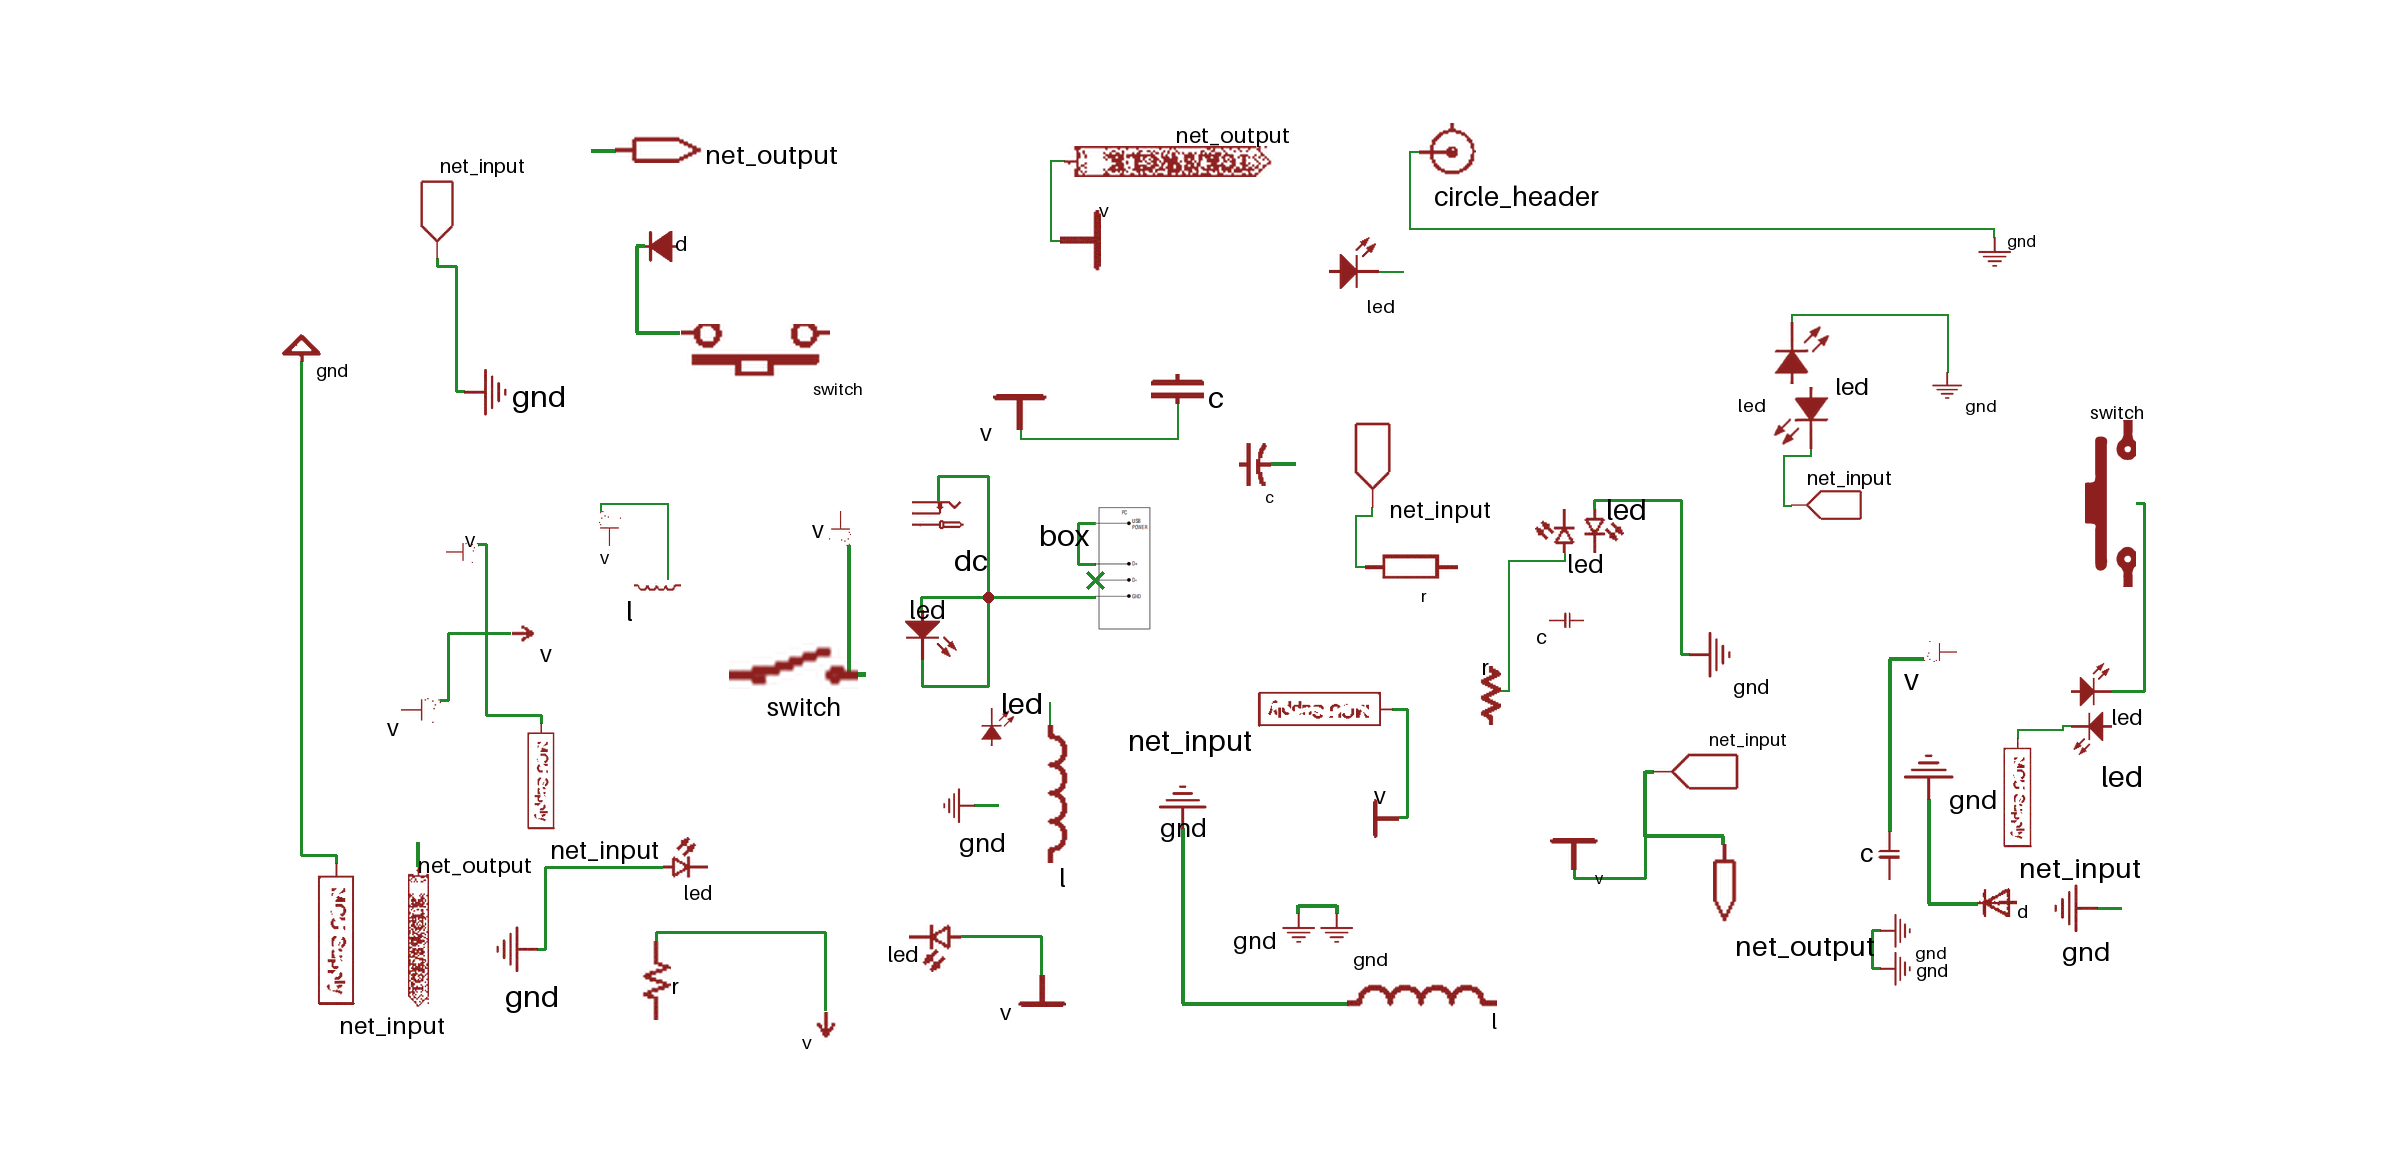 net_output
net_input
net_output
circle_header
v
d
gnd
led
gnd
switch
gnd
c
v
led
led
gnd
switch
c
net_input
net_input
v
v
box
led
v
dc
led
l
led
c
v
r
r
v
gnd
v
switch
led
led
net_input
net_input
led
v
gnd
gnd
gnd
net_input
net_output
led
l
v
c
net_input
d
gnd
led
r
gnd
gnd
net_output
gnd
gnd
gnd
net_input
v
v
l